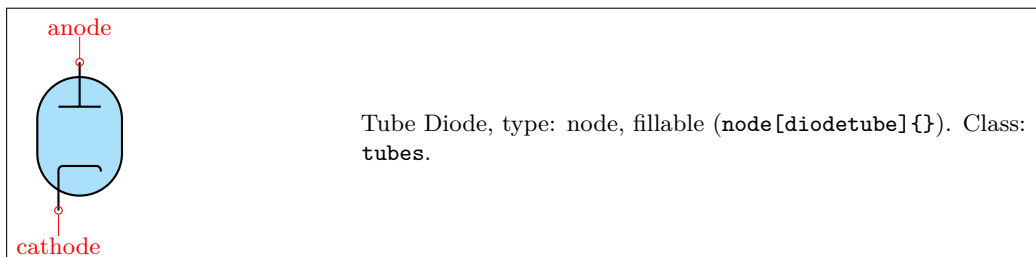 anode
Tube Diode, type: node, fillable (node[diodetube]{}). Class:
tubes.
cathode